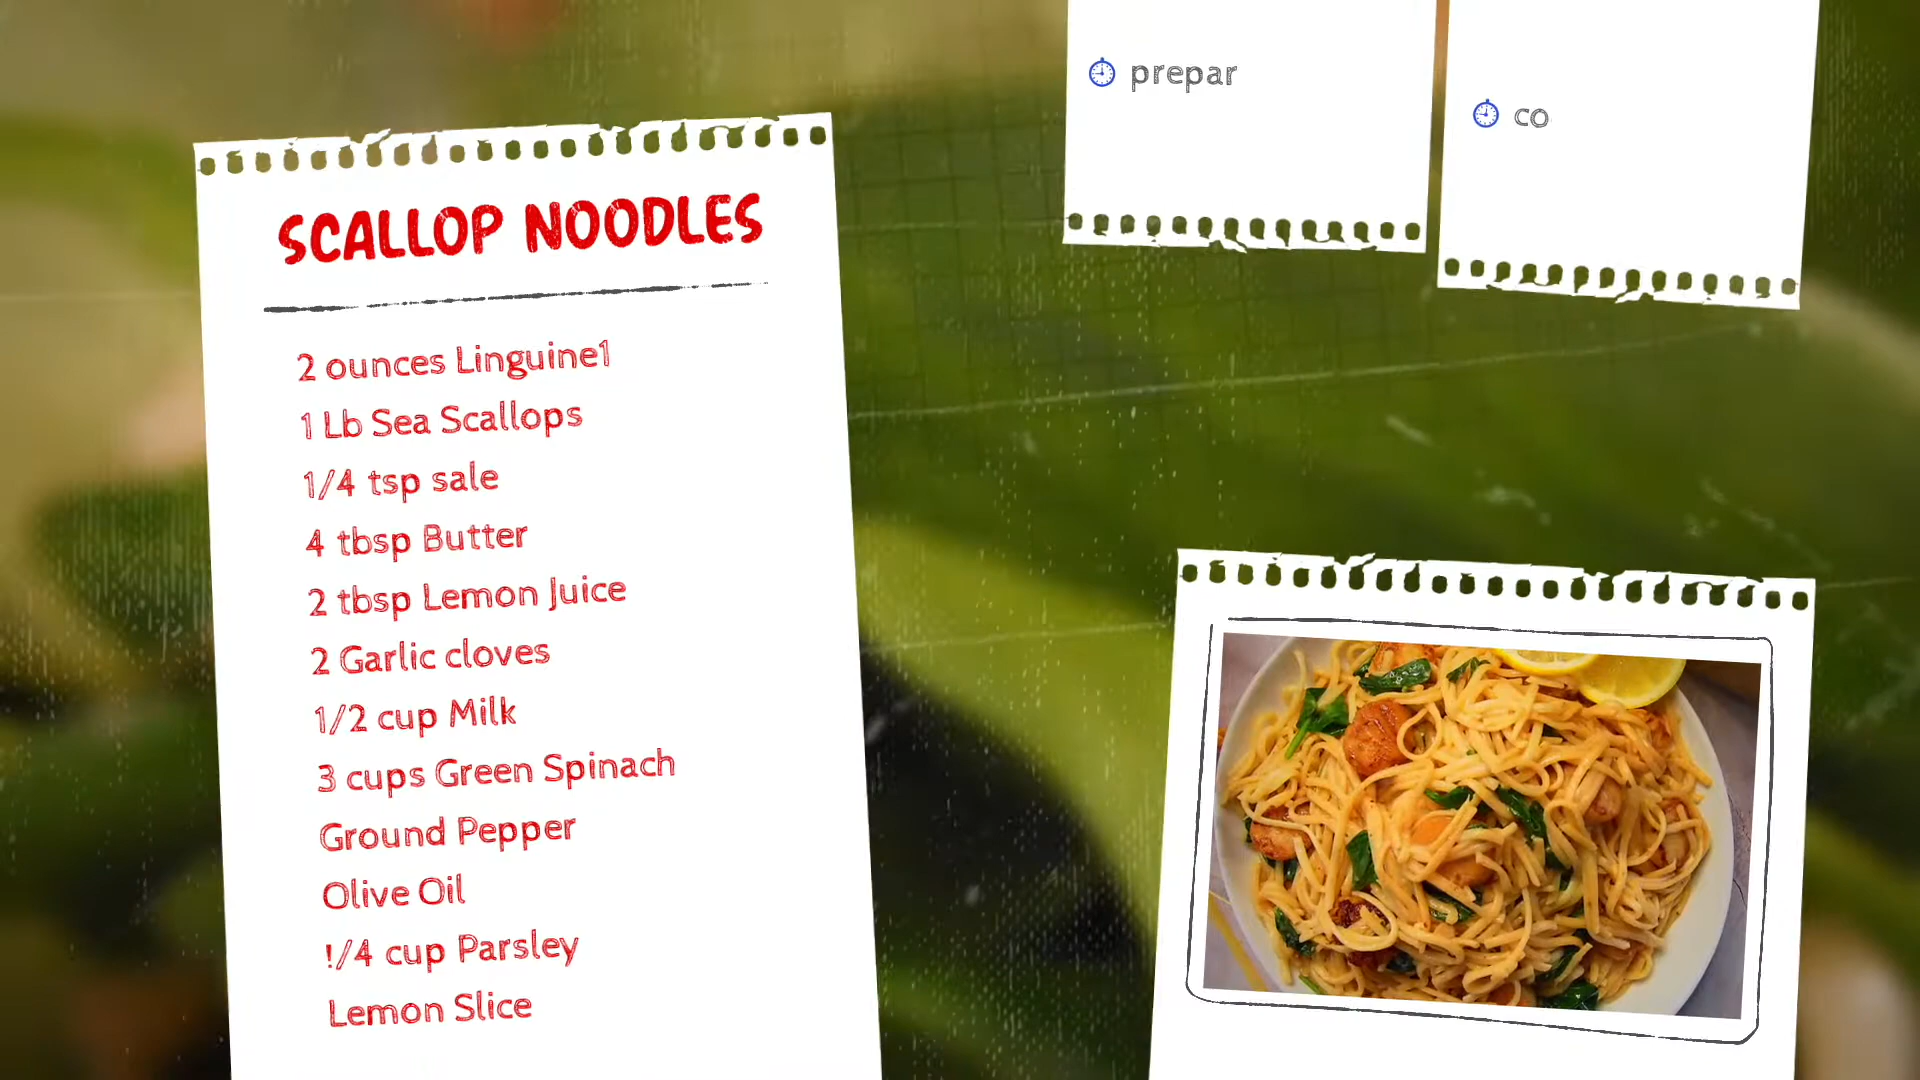 SCALLOP NOODLES
2 ounces Linguine1
1 Lb Sea Scallops
1/4 tsp sale
4 tbsp Butter
2 tbsp Lemon Juice
2 Garlic cloves
1/2 cup Milk
3 cups Green Spinach
Ground Pepper
Olive Oil
!/4 cup Parsley
Lemon Slice
prepar
co